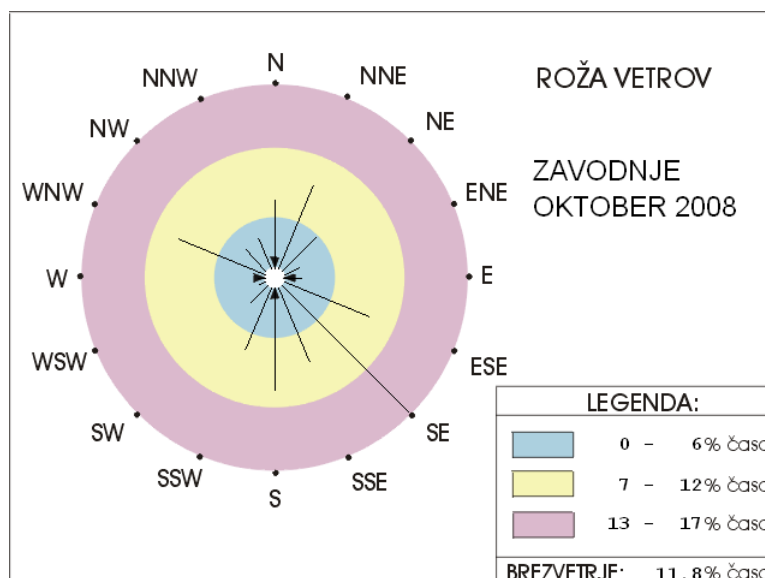 ROŽA VETROV
ZAVODNJE
OKTOBER 2008
N
NNE
NE
ENE
E
ESE
SE
SSE
S
SSW
SW
WSW
W
WNW
NW
NNW
LEGENDA:
0 - 6% časa
7 - 12% časa
13 - 17% časa
BREZVETRJE: 11.8% časa